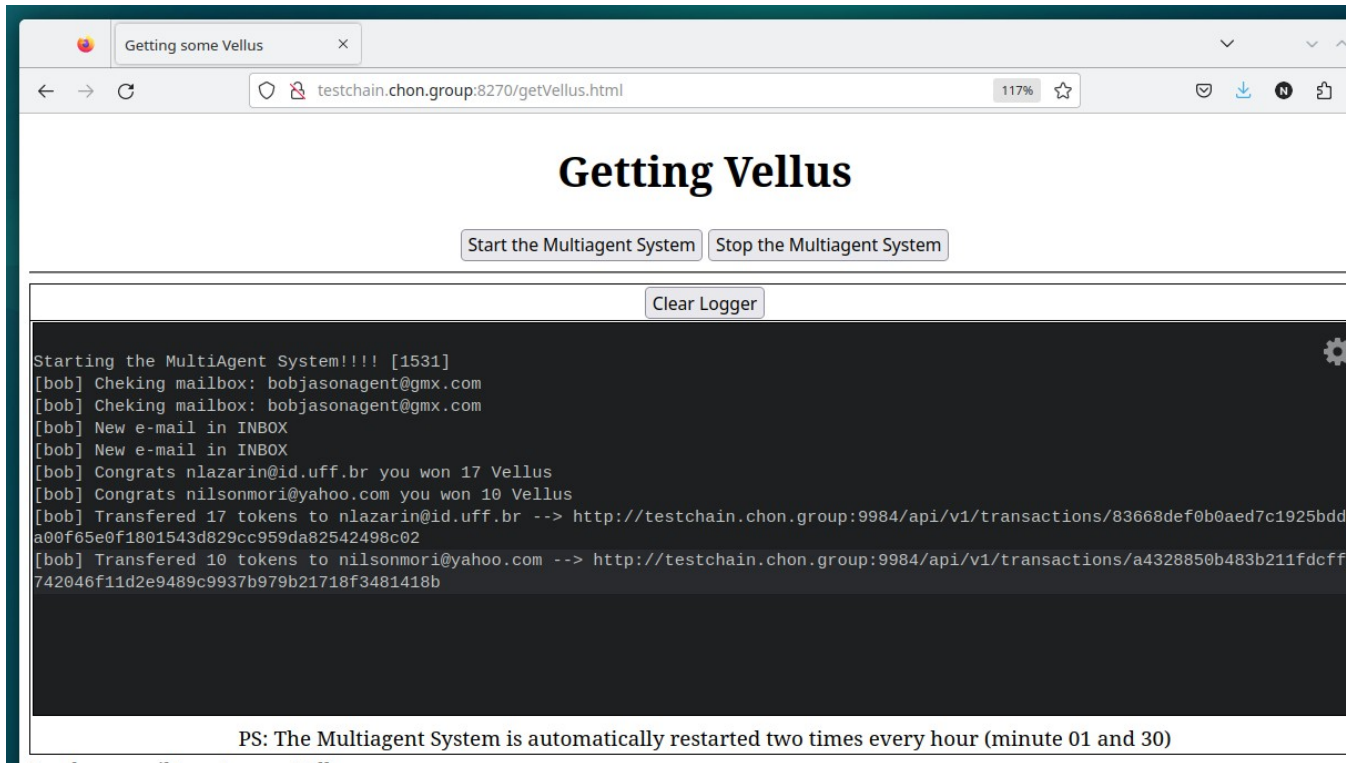 Getting some Vellus
testchain.chon.group:8270/getVellus.html
117%
N
Getting Vellus
Start the Multiagent System
Stop the Multiagent System
Clear Logger
Starting the MultiAgent System!!!! [1531]
[bob] Cheking mailbox: bobjasonagent@gmx.com
[bob] Cheking mailbox: bobjasonagent@gmx.com
[bob] New e-mail in INBOX
[bob] New e-mail in INBOX
[bob] Congrats nlazarin@id.uff.br you won 17 Vellus
[bob] Congrats nilsonmori@yahoo.com you won 10 Vellus
[bob] Transfered 17 tokens to nlazarin@id.uff.br --> http://testchain.chon.group:9984/api/v1/transactions/83668def0b0aed7c1925bdd
a00f65e0f1801543d829cc959da82542498c02
[bob] Transfered 10 tokens to nilsonmori@yahoo.com --> http://testchain.chon.group:9984/api/v1/transactions/a4328850b483b211fdcff
742046f11d2e9489c9937b979b21718f3481418b
PS: The Multiagent System is automatically restarted two times every hour (minute 01 and 30)